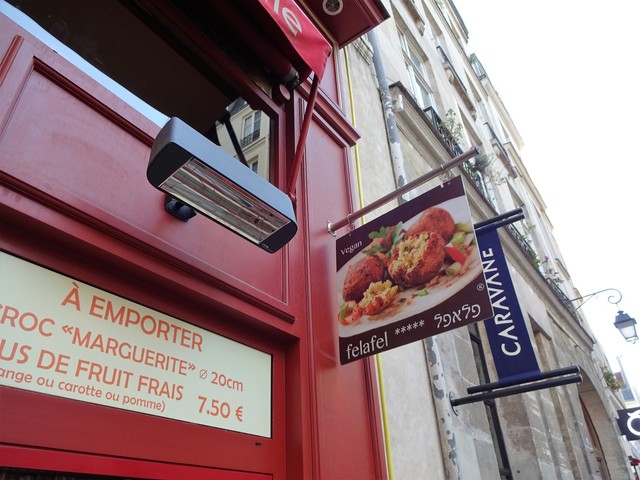 ie
À EMPORTER
CROC «MARGUERITE» ⌀ 20cm
US DE FRUIT FRAIS
ange ou carotte ou pomme)
7.50 €
Vegan
felafel ***** פלאפל ®
CARAVANE